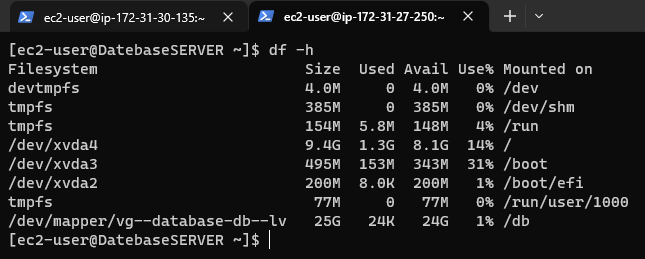 ec2-user@ip-172-31-30-135:~
ec2-user@ip-172-31-27-250:~
[ec2-user@DatebaseSERVER ~]$ df -h
Filesystem                        Size  Used Avail Use% Mounted on
devtmpfs                          4.0M     0  4.0M   0% /dev
tmpfs                             385M     0  385M   0% /dev/shm
tmpfs                             154M  5.8M  148M   4% /run
/dev/xvda4                        9.4G  1.3G  8.1G  14% /
/dev/xvda3                        495M  153M  343M  31% /boot
/dev/xvda2                        200M  8.0K  200M   1% /boot/efi
tmpfs                              77M     0   77M   0% /run/user/1000
/dev/mapper/vg--database-db--lv    25G   24K   24G   1% /db
[ec2-user@DatebaseSERVER ~]$